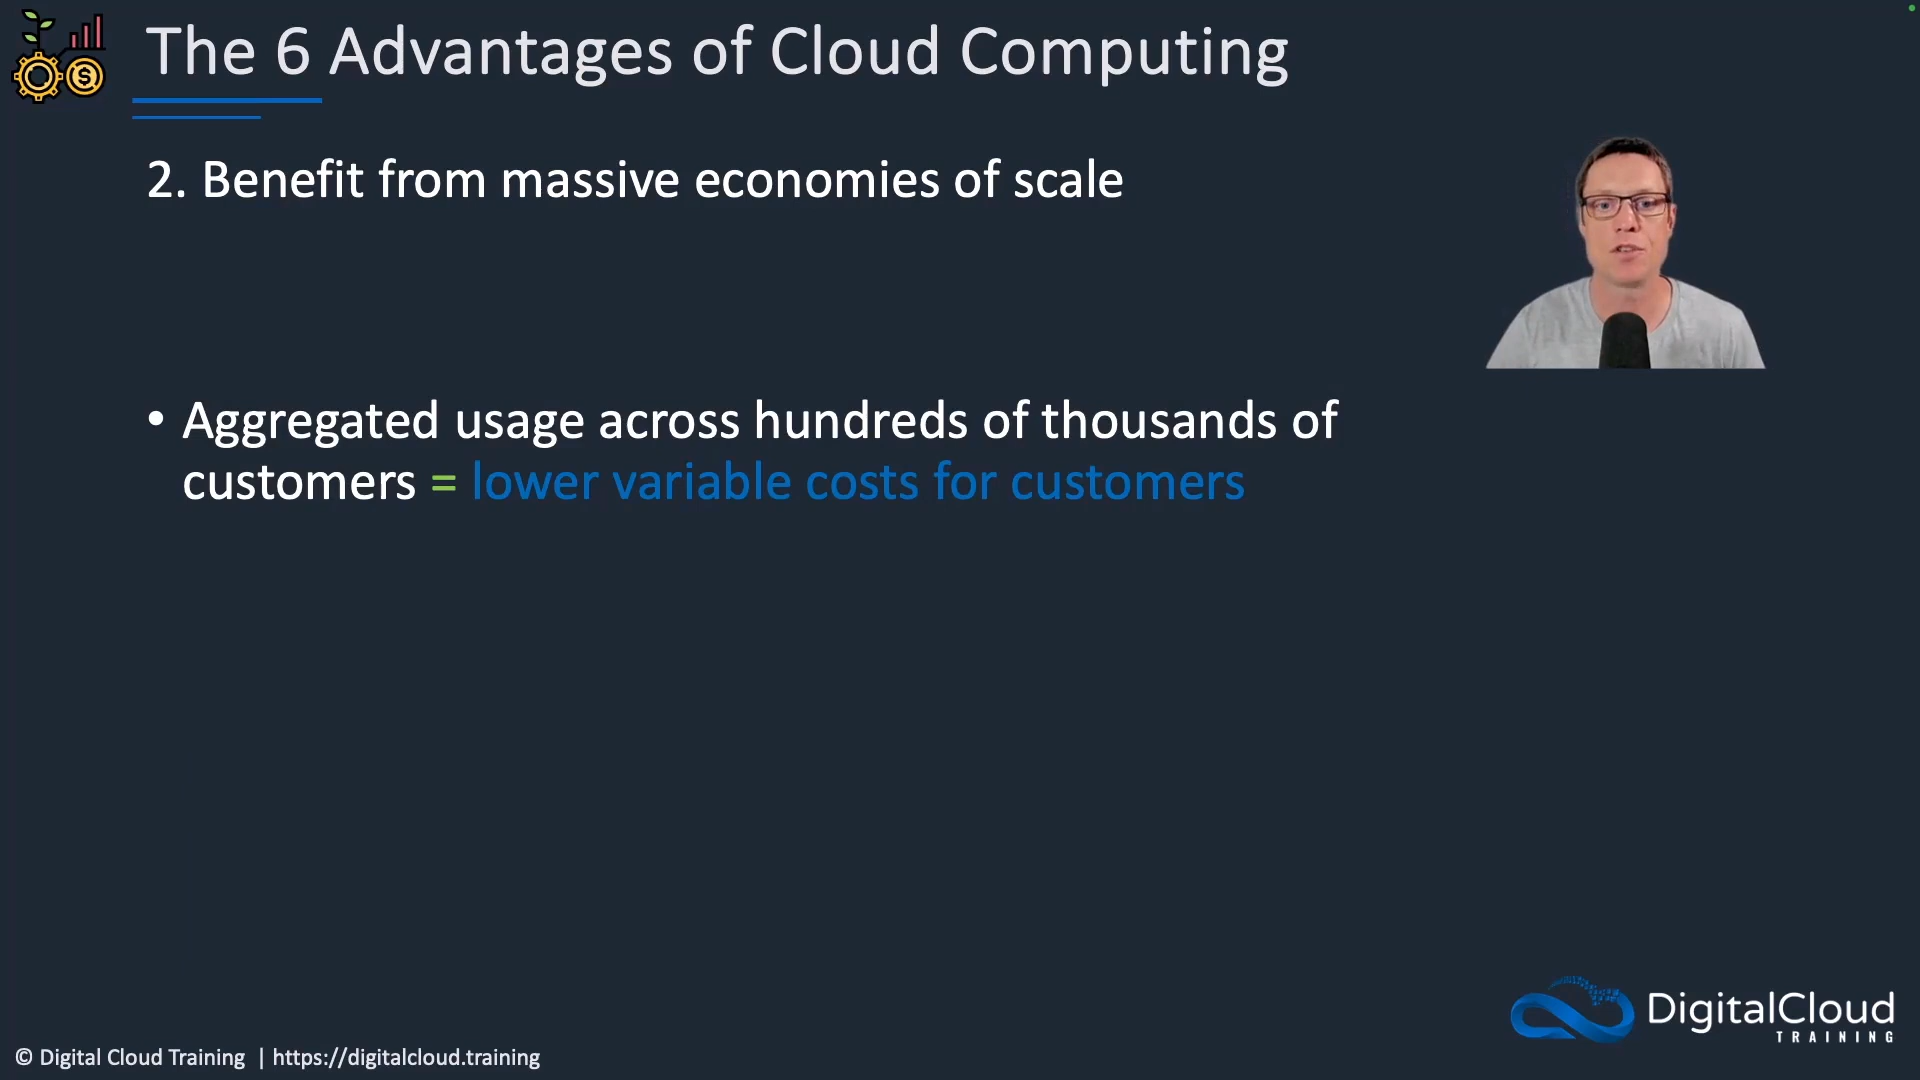 The 6 Advantages of Cloud Computing
2. Benefit from massive economies of scale
• Aggregated usage across hundreds of thousands of
customers = lower variable costs for customers
DigitalCloud
TRAINING
© Digital Cloud Training | https://digitalcloud.training